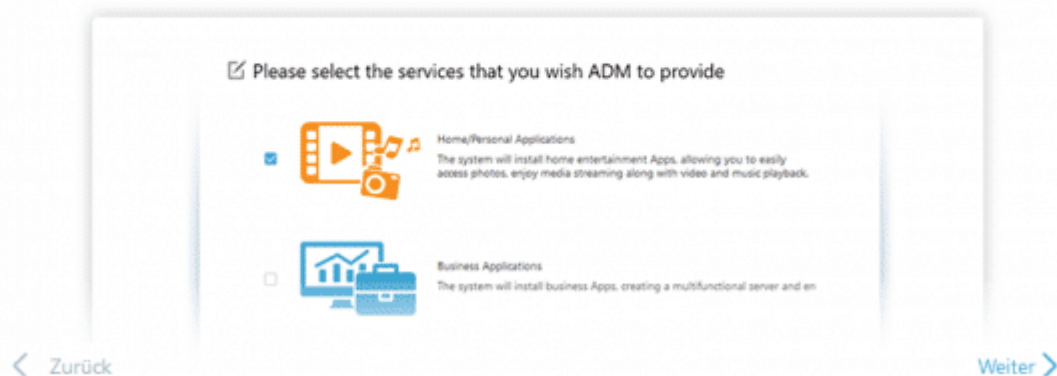 Please select the services that you wish ADM to provide
Home/Personal Applications
The system will install home entertainment Apps, allowing you to easily
access photos, enjoy media streaming along with video and music playback.
Business Applications
The system will install business Apps, creating a multifunctional server and en
Zurück
Weiter